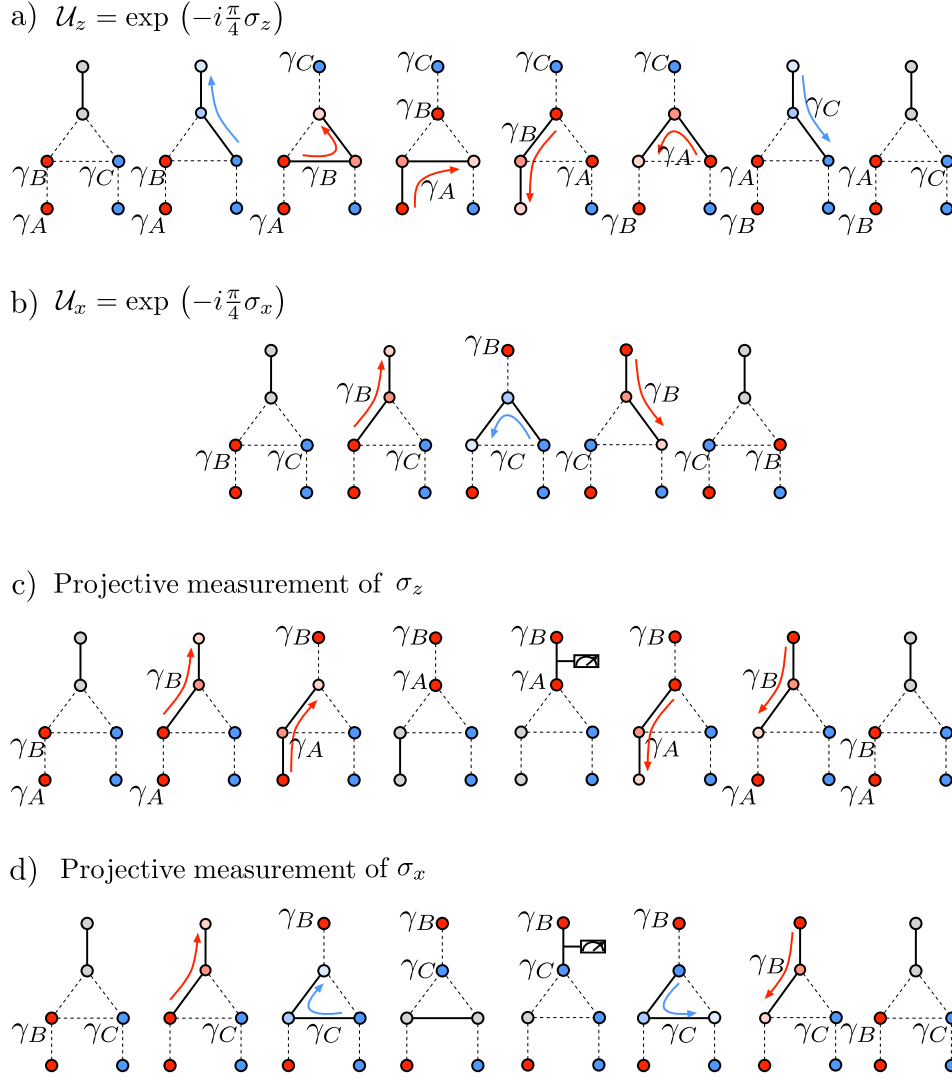 a) 𝒰_z = exp (−i π/4 σ_z)
γ_C γ_C γ_C γ_C
γ_B γ_C
γ_B
γ_A
γ_B γ_C γ_B γ_B γ_A γ_A γ_A γ_A γ_C
γ_A γ_A γ_A γ_B γ_B γ_B
b) 𝒰_x = exp (−i π/4 σ_x)
γ_B
γ_B γ_B
γ_B γ_C γ_C γ_C γ_C γ_C γ_B
c) Projective measurement of σ_z
γ_B γ_B γ_B γ_B
γ_B γ_A γ_A γ_B
γ_B γ_A γ_A γ_B
γ_A γ_A γ_A γ_A
d) Projective measurement of σ_x
γ_B γ_B γ_B γ_B
γ_C γ_C γ_B
γ_B γ_C γ_C γ_C γ_C γ_C γ_B γ_C